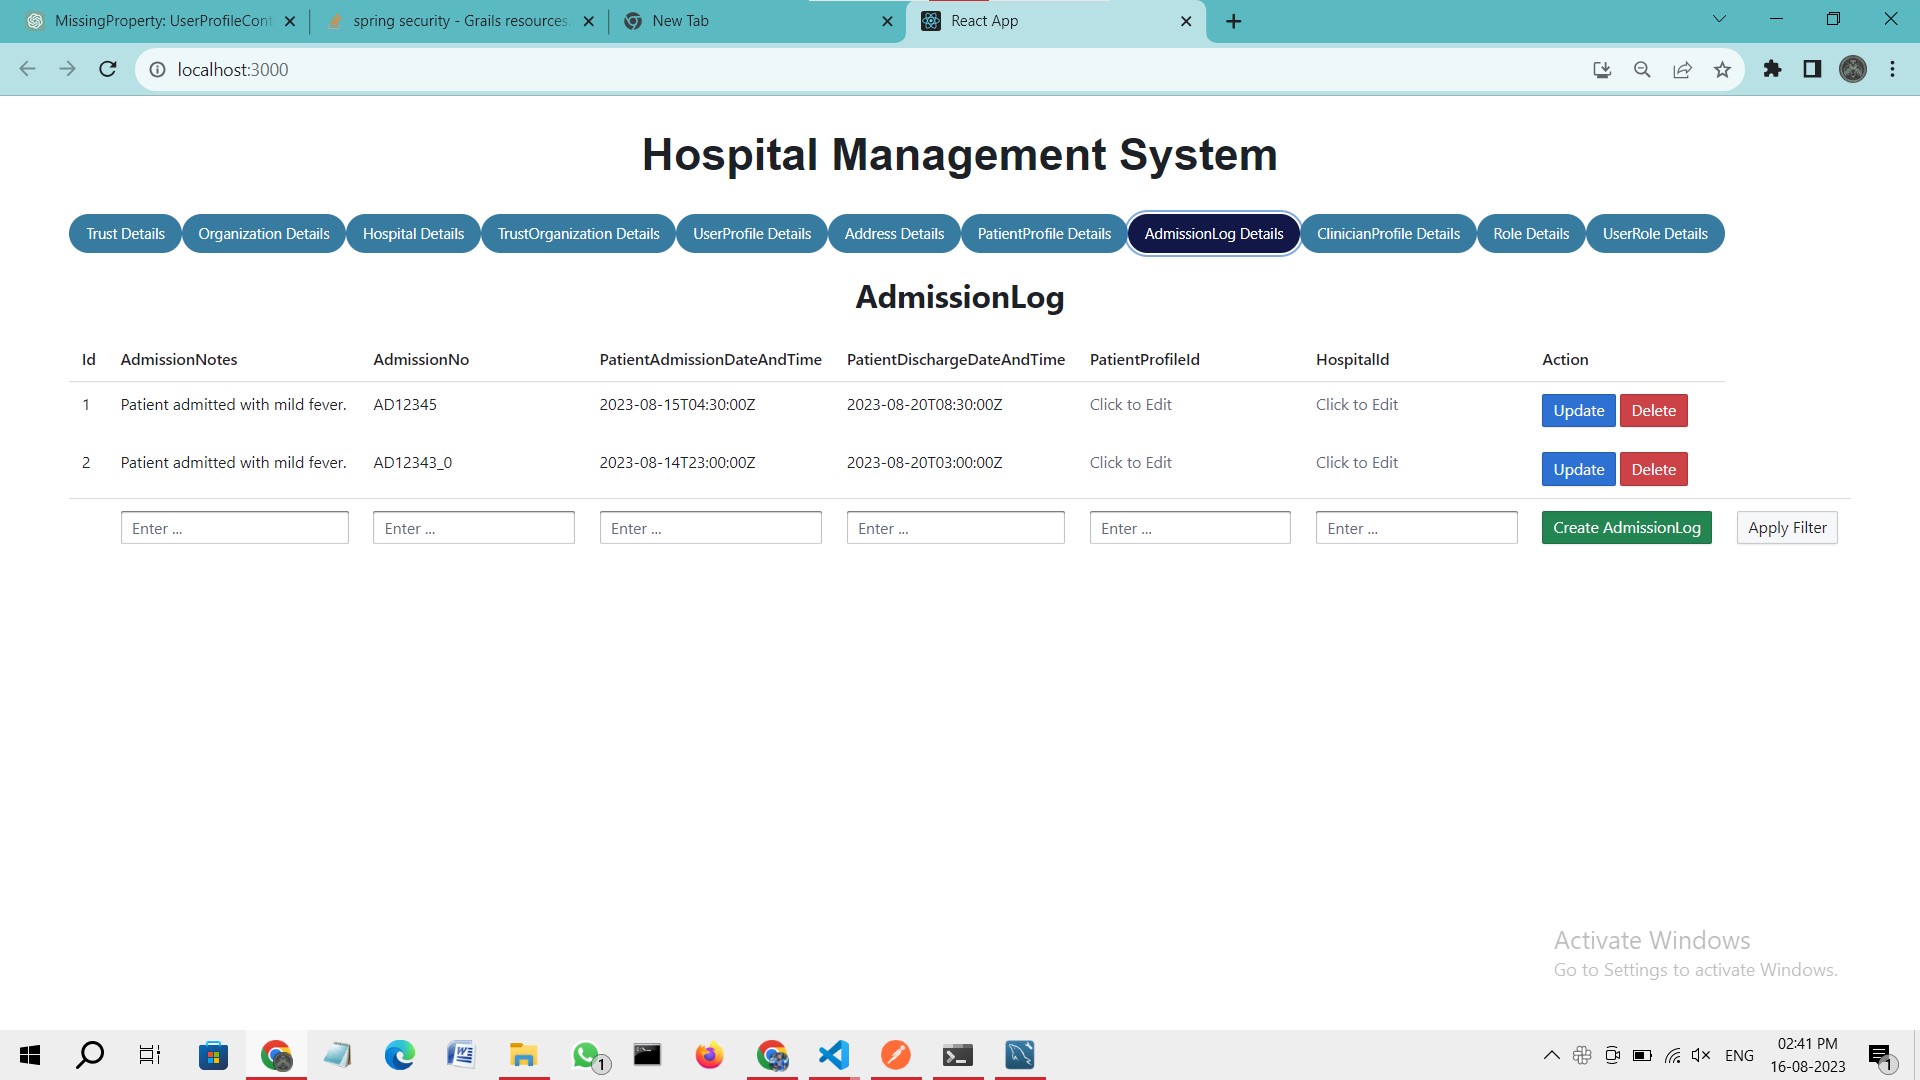 MissingProperty: UserProfileCont
spring security - Grails resources.
New Tab
React App
localhost:3000
Hospital Management System
Trust Details Organization Details Hospital Details TrustOrganization Details UserProfile Details Address Details PatientProfile Details AdmissionLog Details ClinicianProfile Details Role Details UserRole Details
AdmissionLog
Id AdmissionNotes AdmissionNo PatientAdmissionDateAndTime PatientDischargeDateAndTime PatientProfileId HospitalId Action
1 Patient admitted with mild fever. AD12345 2023-08-15T04:30:00Z 2023-08-20T08:30:00Z Click to Edit Click to Edit Update Delete
2 Patient admitted with mild fever. AD12343_0 2023-08-14T23:00:00Z 2023-08-20T03:00:00Z Click to Edit Click to Edit Update Delete
Enter ... Enter ... Enter ... Enter ... Enter ... Enter ... Create AdmissionLog Apply Filter
Activate Windows
Go to Settings to activate Windows.
1
ENG
02:41 PM
16-08-2023
1